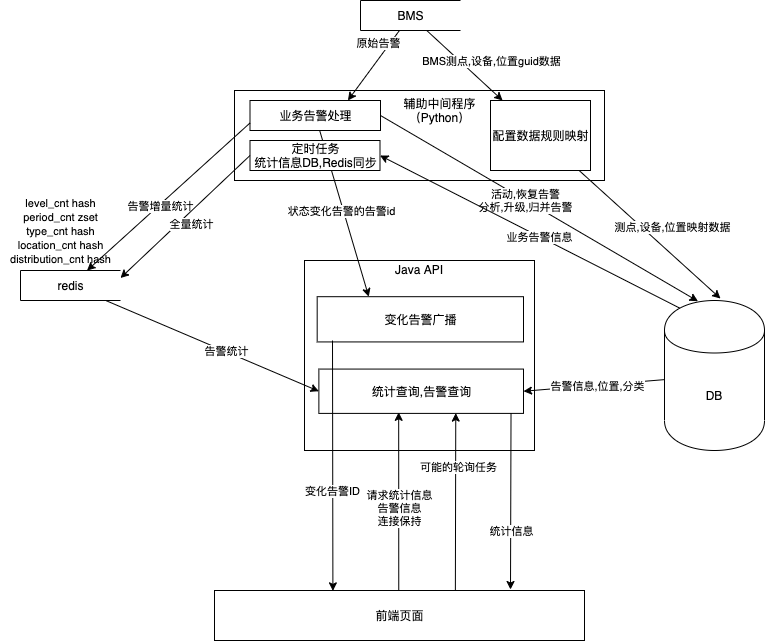 BMS
原始告警
BMS测点,设备,位置guid数据
辅助中间程序
（Python）
业务告警处理
配置数据规则映射
定时任务
统计信息DB,Redis同步
level_cnt hash
period_cnt zset
type_cnt hash
location_cnt hash
distribution_cnt hash
告警增量统计
全量统计
状态变化告警的告警id
活动,恢复告警
分析,升级,归并告警
业务告警信息
测点,设备,位置映射数据
redis
Java API
变化告警广播
告警统计
统计查询,告警查询
告警信息,位置,分类
DB
可能的轮询任务
变化告警ID
请求统计信息
告警信息
连接保持
统计信息
前端页面